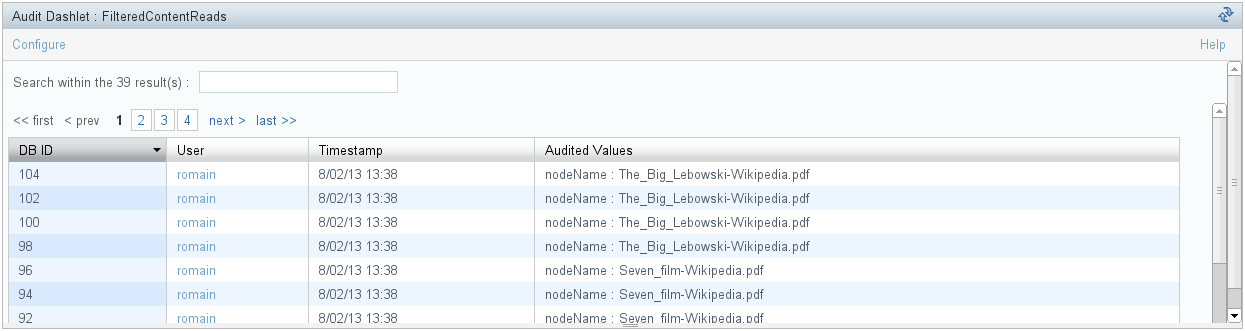 Audit Dashlet : FilteredContentReads
Configure Help
Search within the 39 result(s) :
<< first < prev 1 2 3 4 next > last >>
DB ID User Timestamp Audited Values
104 romain 8/02/13 13:38 nodeName : The_Big_Lebowski-Wikipedia.pdf
102 romain 8/02/13 13:38 nodeName : The_Big_Lebowski-Wikipedia.pdf
100 romain 8/02/13 13:38 nodeName : The_Big_Lebowski-Wikipedia.pdf
98 romain 8/02/13 13:38 nodeName : The_Big_Lebowski-Wikipedia.pdf
96 romain 8/02/13 13:38 nodeName : Seven_film-Wikipedia.pdf
94 romain 8/02/13 13:38 nodeName : Seven_film-Wikipedia.pdf
92 romain 8/02/13 13:38 nodeName : Seven_film-Wikipedia.pdf